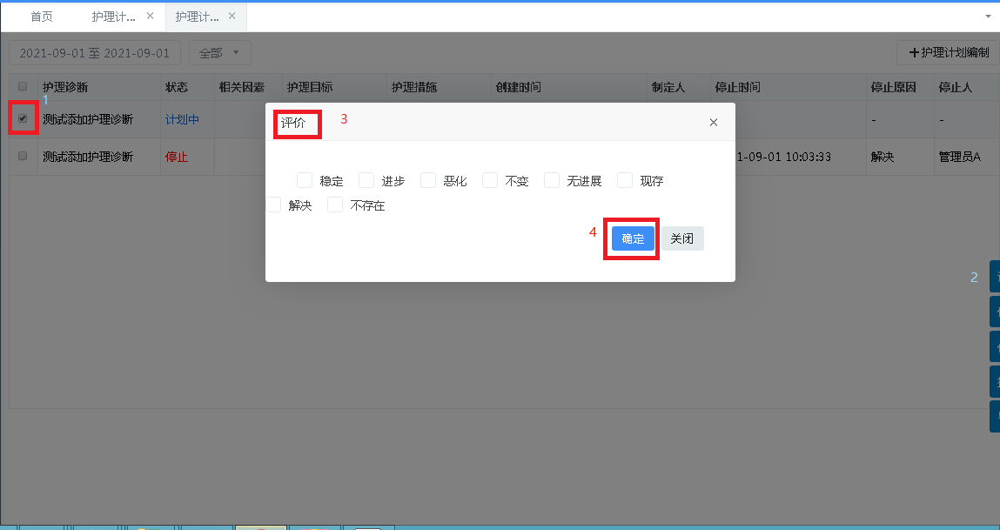 首页 护理计... × 护理计... ×
2021-09-01 至 2021-09-01 全部 +护理计划编制
护理诊断 状态 相关因素 护理目标 护理措施 创建时间 制定人 停止时间 停止原因 停止人
1
测试添加护理诊断 计划中 - -
评价 3 ×
测试添加护理诊断 停止 1-09-01 10:03:33 解决 管理员A
稳定 进步 恶化 不变 无进展 现存
解决 不存在
4 确定 关闭
2